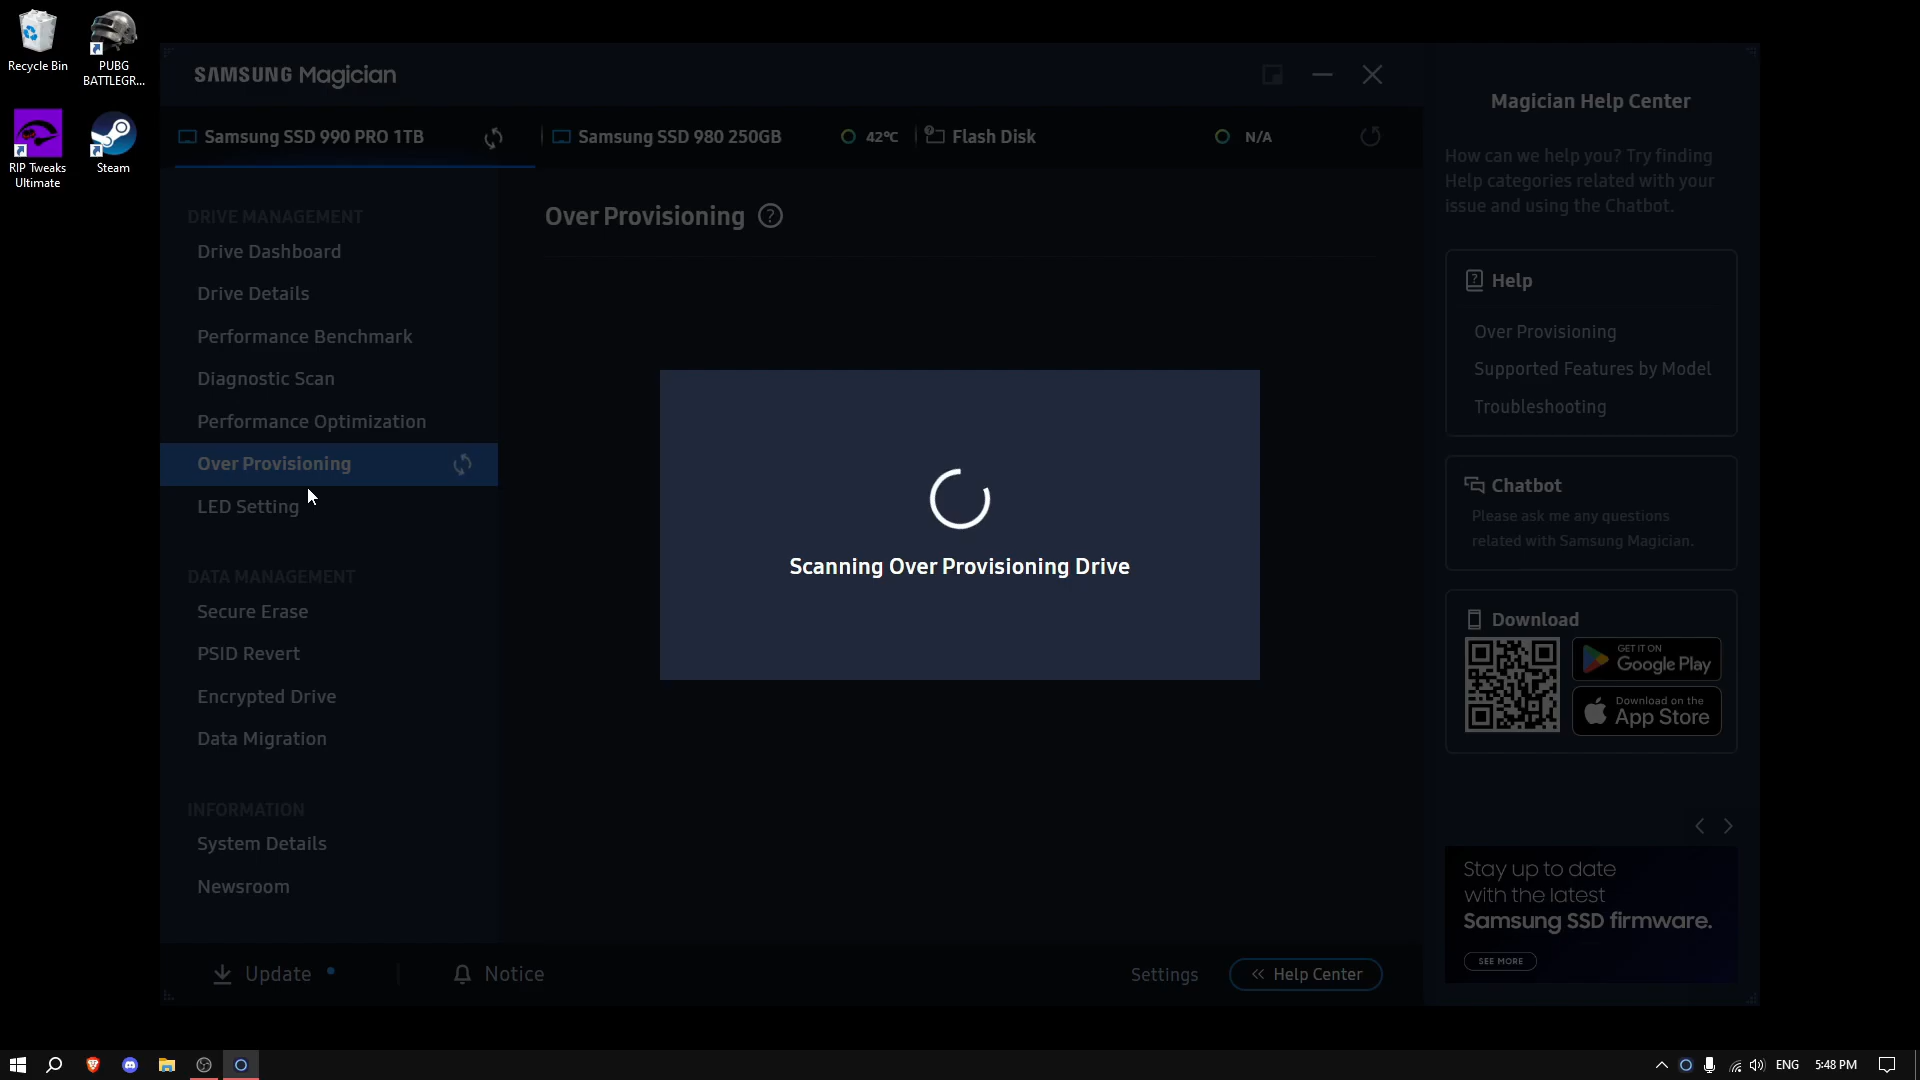 Recycle Bin
PUBG
BATTLEGR...
RIP Tweaks
Ultimate
Steam
SAMSUNG Magician
Samsung SSD 990 PRO 1TB
Samsung SSD 980 250GB
42°C
Flash Disk
N/A
DRIVE MANAGEMENT
Drive Dashboard
Drive Details
Performance Benchmark
Diagnostic Scan
Performance Optimization
Over Provisioning
LED Setting
DATA MANAGEMENT
Secure Erase
PSID Revert
Encrypted Drive
Data Migration
INFORMATION
System Details
Newsroom
Over Provisioning ?
Scanning Over Provisioning Drive
Update
Notice
Settings
Help Center
Magician Help Center
How can we help you? Try finding
Help categories related with your
issue and using the Chatbot.
Help
Over Provisioning
Supported Features by Model
Troubleshooting
Chatbot
Please ask me any questions
related with Samsung Magician.
Download
GET IT ON
Google Play
Download on the
App Store
Stay up to date
with the latest
Samsung SSD firmware.
SEE MORE
ENG
5:48 PM